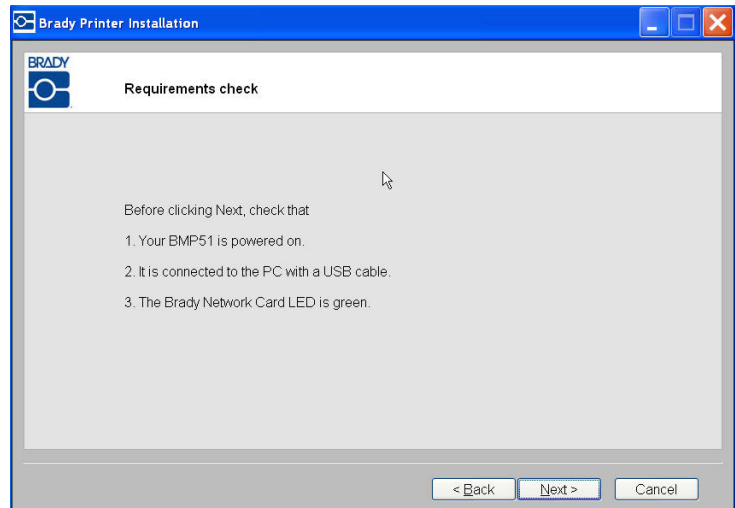 Brady Printer Installation
BRADY
Requirements check
Before clicking Next, check that
1. Your BMP51 is powered on.
2. It is connected to the PC with a USB cable.
3. The Brady Network Card LED is green.
< Back Next > Cancel